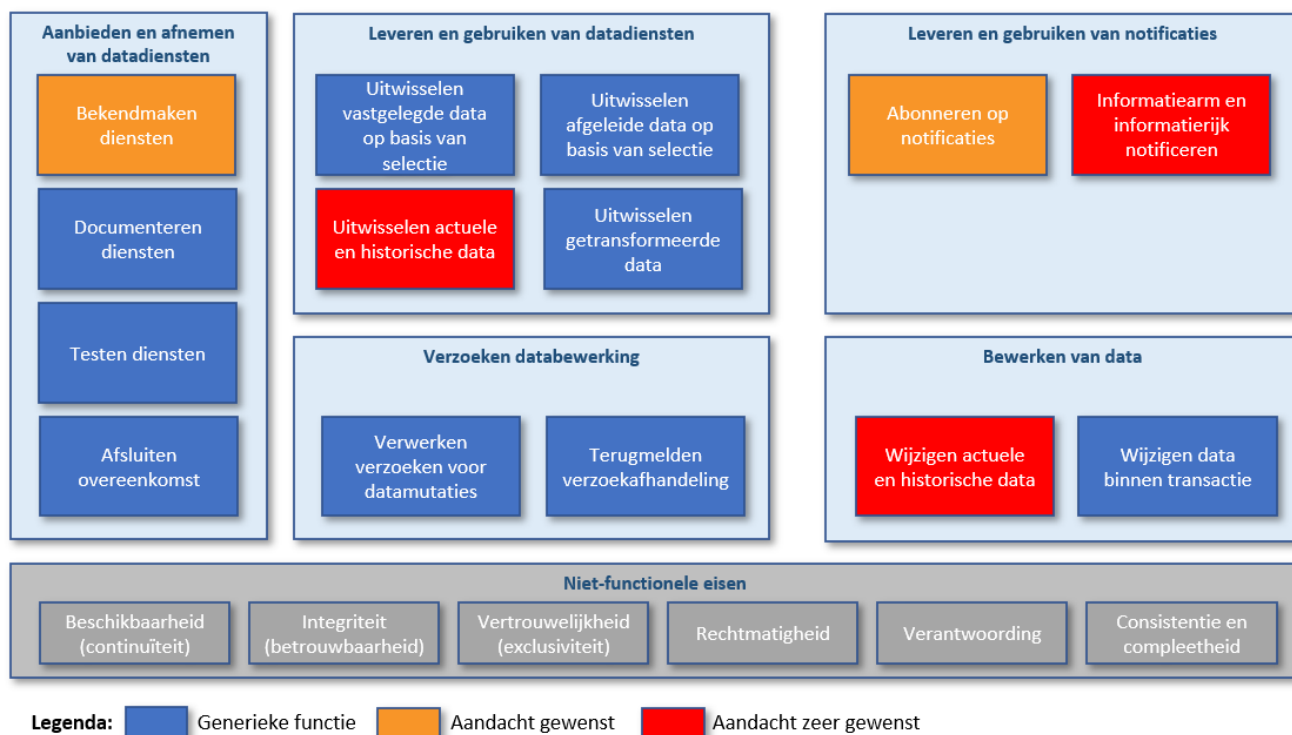 Aanbieden en afnemen
van datadiensten
Bekendmaken
diensten
Documenteren
diensten
Testen diensten
Afsluiten
overeenkomst
Leveren en gebruiken van datadiensten
Uitwisselen
vastgelegde data
op basis van
selectie
Uitwisselen
afgeleide data op
basis van selectie
Uitwisselen actuele
en historische data
Uitwisselen
getransformeerde
data
Leveren en gebruiken van notificaties
Abonneren op
notificaties
Informatiearm en
informatierijk
notificeren
Verzoeken databewerking
Verwerken
verzoeken voor
datamutaties
Terugmelden
verzoekafhandeling
Bewerken van data
Wijzigen actuele
en historische data
Wijzigen data
binnen transactie
Niet-functionele eisen
Beschikbaarheid
(continuïteit)
Integriteit
(betrouwbaarheid)
Vertrouwelijkheid
(exclusiviteit)
Rechtmatigheid
Verantwoording
Consistentie en
compleetheid
Legenda:
Generieke functie
Aandacht gewenst
Aandacht zeer gewenst